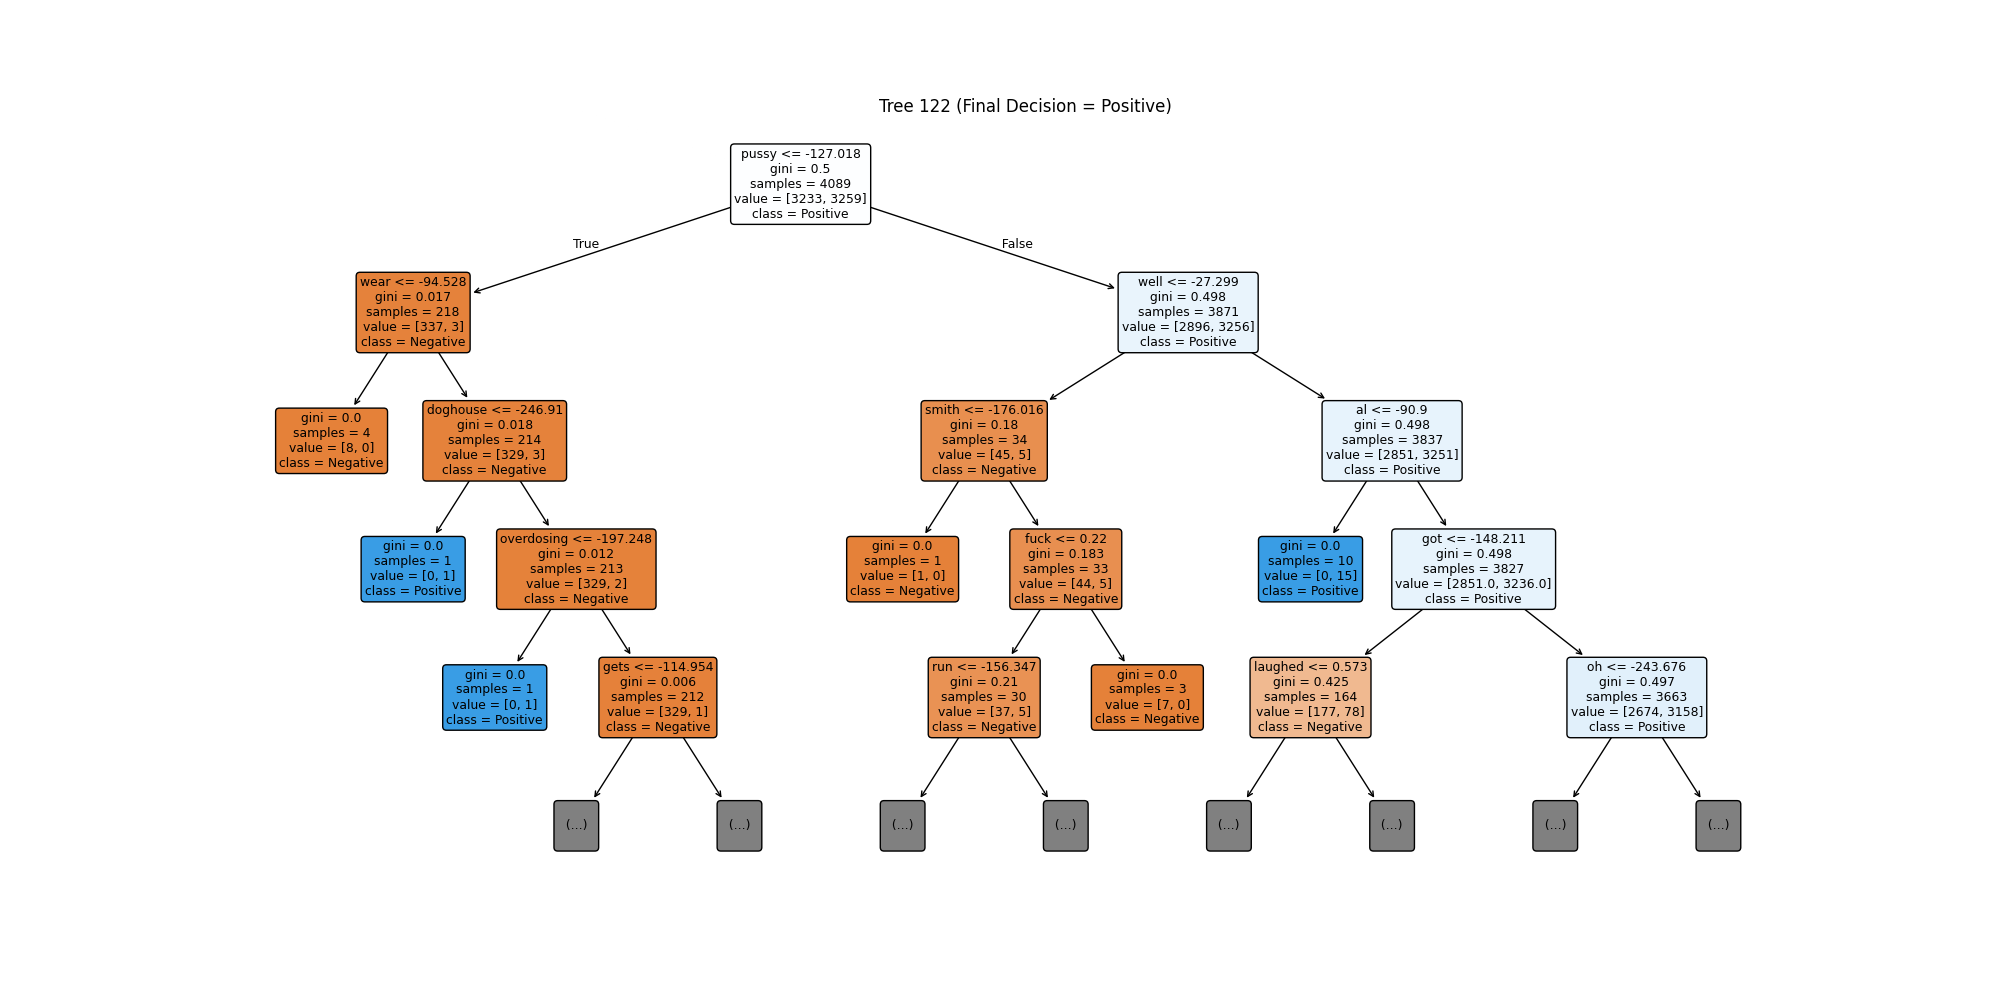 Tree 122 (Final Decision = Positive)
pussy <= -127.018
gini = 0.5
samples = 4089
value = [3233, 3259]
class = Positive
True
False
wear <= -94.528
gini = 0.017
samples = 218
value = [337, 3]
class = Negative
well <= -27.299
gini = 0.498
samples = 3871
value = [2896, 3256]
class = Positive
gini = 0.0
samples = 4
value = [8, 0]
class = Negative
doghouse <= -246.91
gini = 0.018
samples = 214
value = [329, 3]
class = Negative
smith <= -176.016
gini = 0.18
samples = 34
value = [45, 5]
class = Negative
al <= -90.9
gini = 0.498
samples = 3837
value = [2851, 3251]
class = Positive
gini = 0.0
samples = 1
value = [0, 1]
class = Positive
overdosing <= -197.248
gini = 0.012
samples = 213
value = [329, 2]
class = Negative
gini = 0.0
samples = 1
value = [1, 0]
class = Negative
fuck <= 0.22
gini = 0.183
samples = 33
value = [44, 5]
class = Negative
gini = 0.0
samples = 10
value = [0, 15]
class = Positive
got <= -148.211
gini = 0.498
samples = 3827
value = [2851.0, 3236.0]
class = Positive
gini = 0.0
samples = 1
value = [0, 1]
class = Positive
gets <= -114.954
gini = 0.006
samples = 212
value = [329, 1]
class = Negative
run <= -156.347
gini = 0.21
samples = 30
value = [37, 5]
class = Negative
gini = 0.0
samples = 3
value = [7, 0]
class = Negative
laughed <= 0.573
gini = 0.425
samples = 164
value = [177, 78]
class = Negative
oh <= -243.676
gini = 0.497
samples = 3663
value = [2674, 3158]
class = Positive
(...)
(...)
(...)
(...)
(...)
(...)
(...)
(...)